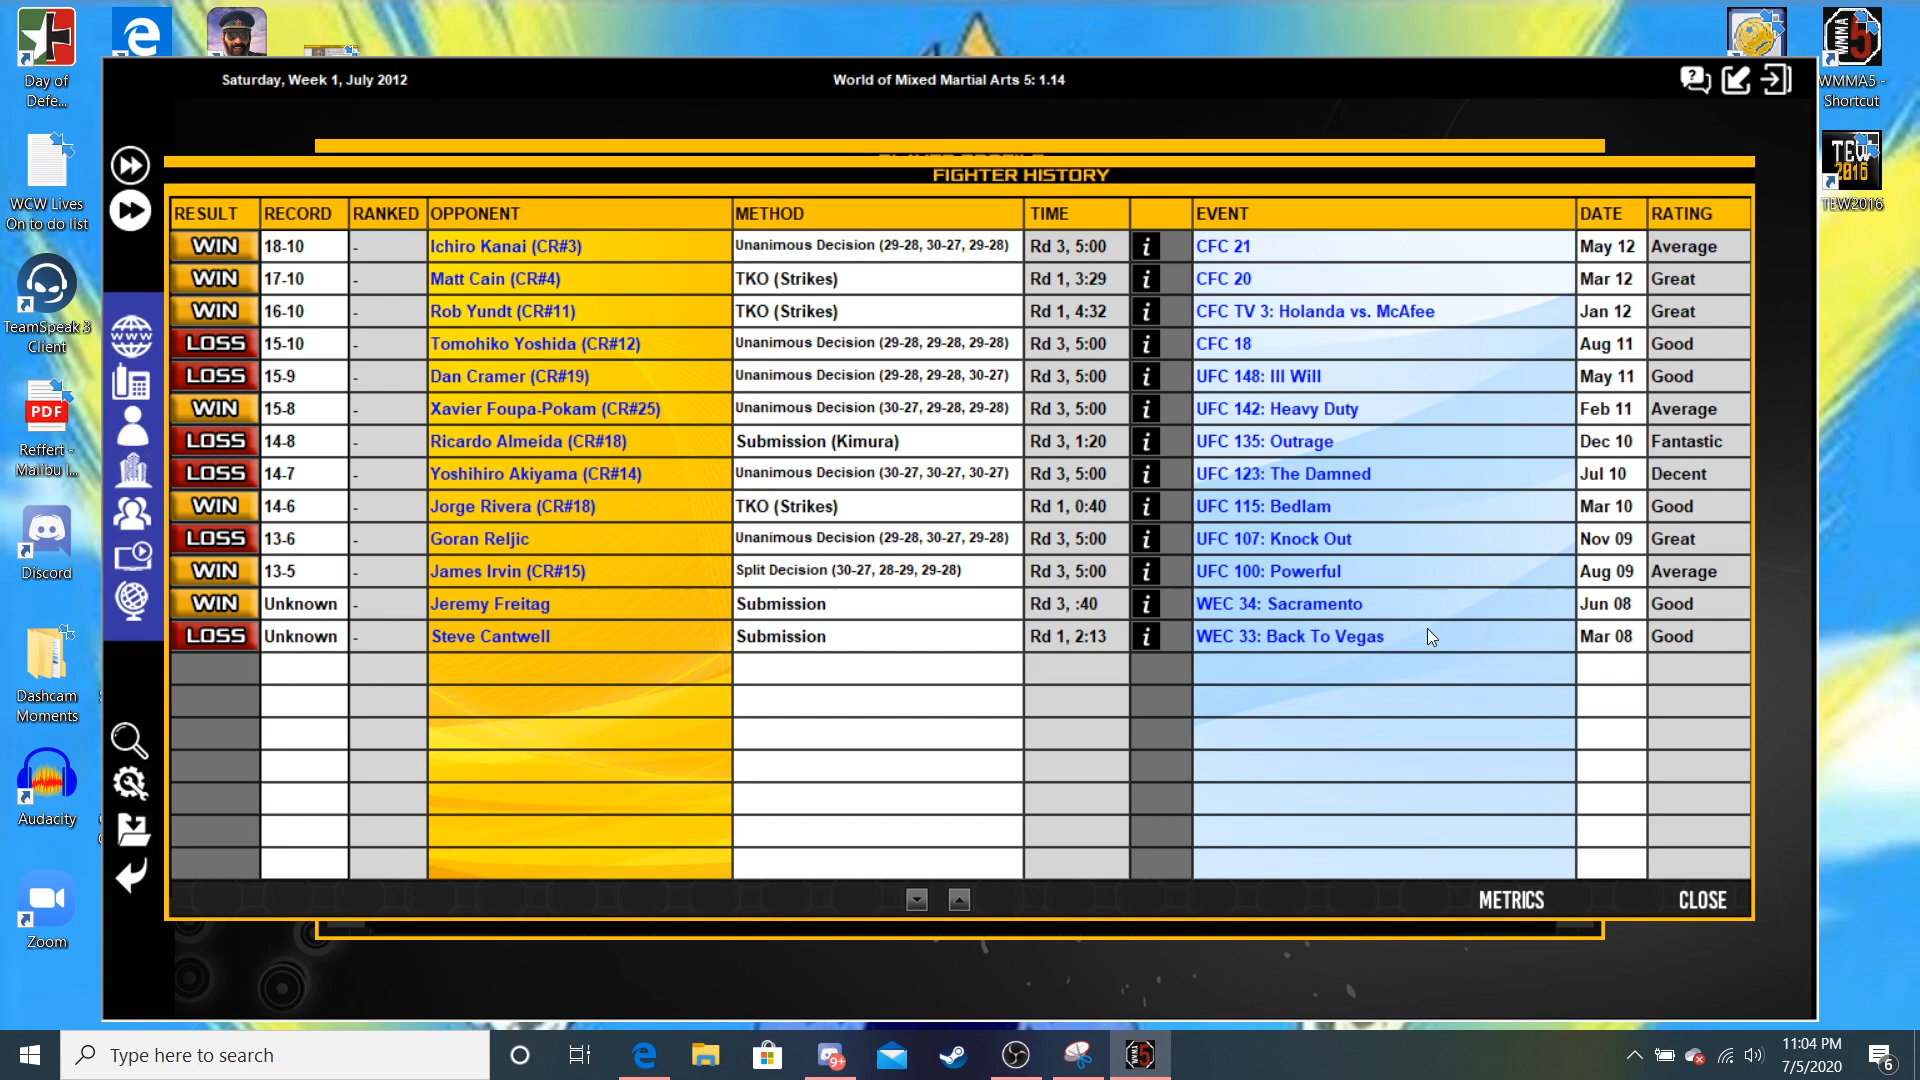 Day of
Defe...
WMMA
5
WMMA5 -
Shortcut
Saturday, Week 1, July 2012
World of Mixed Martial Arts 5: 1.14
WCW Lives
On to do list
TEW
2016
TEW2016
FIGHTER HISTORY
RESULT RECORD RANKED OPPONENT METHOD TIME EVENT DATE RATING
WIN 18-10 - Ichiro Kanai (CR#3) Unanimous Decision (29-28, 30-27, 29-28) Rd 3, 5:00 i CFC 21 May 12 Average
WIN 17-10 - Matt Cain (CR#4) TKO (Strikes) Rd 1, 3:29 i CFC 20 Mar 12 Great
WIN 16-10 - Rob Yundt (CR#11) TKO (Strikes) Rd 1, 4:32 i CFC TV 3: Holanda vs. McAfee Jan 12 Great
LOSS 15-10 - Tomohiko Yoshida (CR#12) Unanimous Decision (29-28, 29-28, 29-28) Rd 3, 5:00 i CFC 18 Aug 11 Good
LOSS 15-9 - Dan Cramer (CR#19) Unanimous Decision (29-28, 29-28, 30-27) Rd 3, 5:00 i UFC 148: Ill Will May 11 Good
WIN 15-8 - Xavier Foupa-Pokam (CR#25) Unanimous Decision (30-27, 29-28, 29-28) Rd 3, 5:00 i UFC 142: Heavy Duty Feb 11 Average
LOSS 14-8 - Ricardo Almeida (CR#18) Submission (Kimura) Rd 3, 1:20 i UFC 135: Outrage Dec 10 Fantastic
LOSS 14-7 - Yoshihiro Akiyama (CR#14) Unanimous Decision (30-27, 30-27, 30-27) Rd 3, 5:00 i UFC 123: The Damned Jul 10 Decent
WIN 14-6 - Jorge Rivera (CR#18) TKO (Strikes) Rd 1, 0:40 i UFC 115: Bedlam Mar 10 Good
LOSS 13-6 - Goran Reljic Unanimous Decision (29-28, 30-27, 29-28) Rd 3, 5:00 i UFC 107: Knock Out Nov 09 Great
WIN 13-5 - James Irvin (CR#15) Split Decision (30-27, 28-29, 29-28) Rd 3, 5:00 i UFC 100: Powerful Aug 09 Average
WIN Unknown - Jeremy Freitag Submission Rd 3, :40 i WEC 34: Sacramento Jun 08 Good
LOSS Unknown - Steve Cantwell Submission Rd 1, 2:13 i WEC 33: Back To Vegas Mar 08 Good
METRICS CLOSE
TeamSpeak 3
Client
WWW
PDF
Reffert -
Malibu I...
Discord
Dashcam
Moments
Audacity
Zoom
Type here to search
9+
WMMA
5
11:04 PM
7/5/2020
6